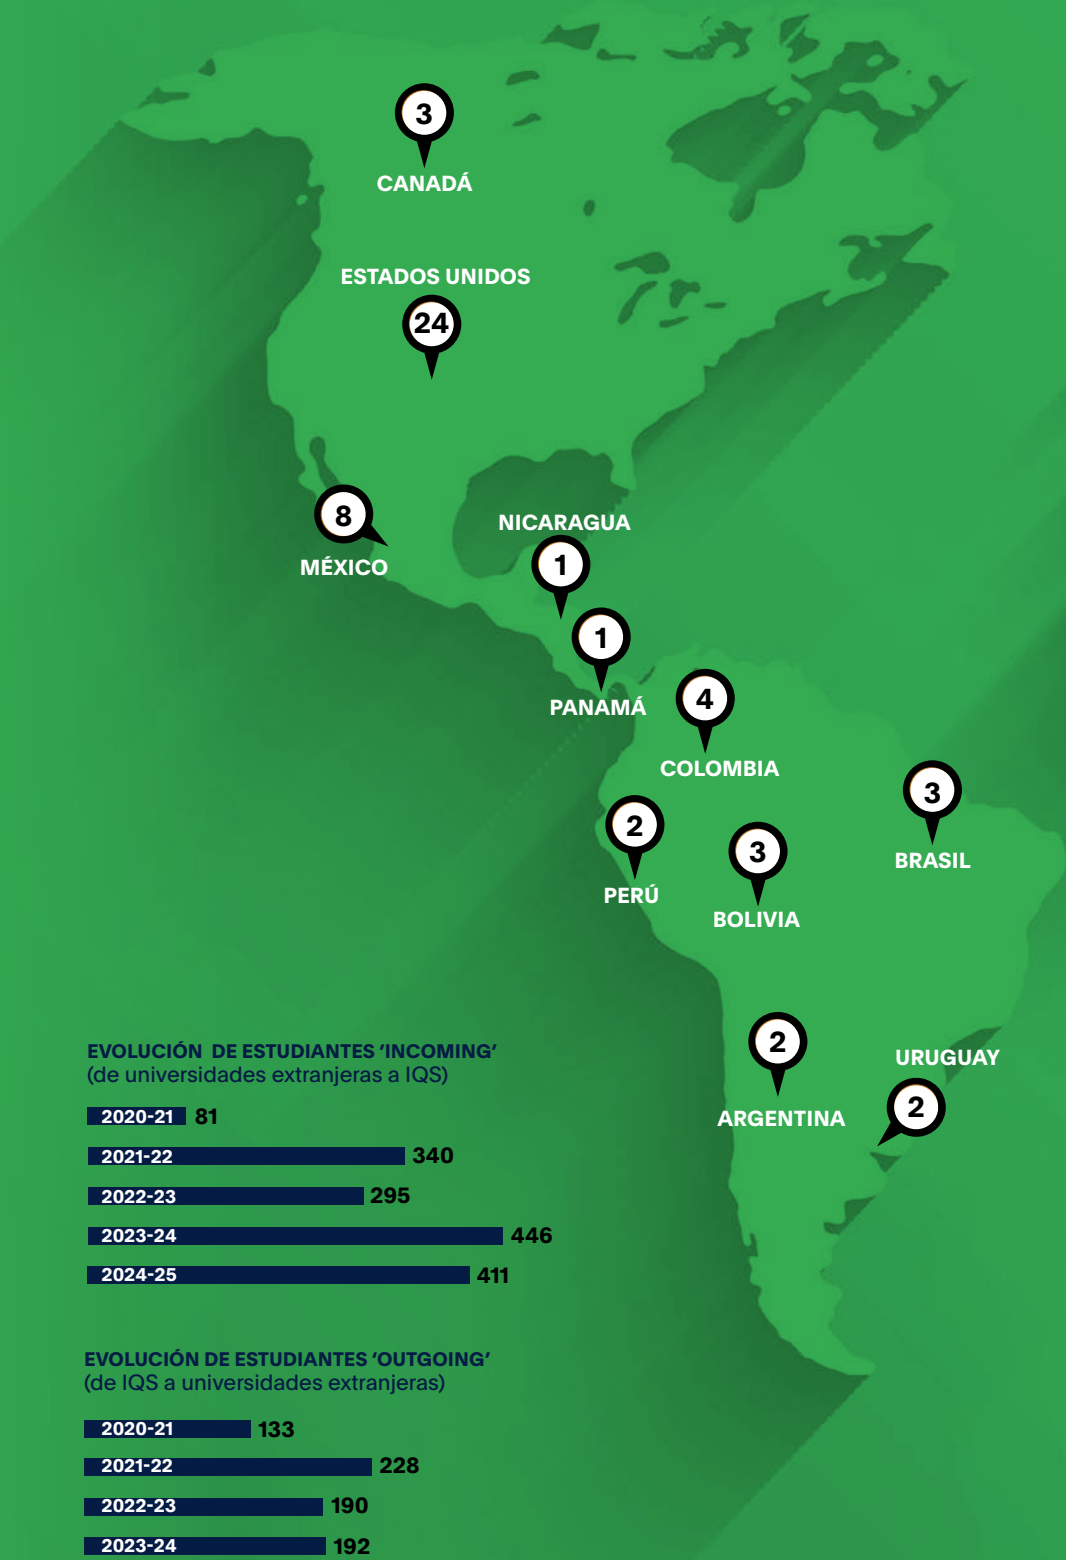 3
CANADÁ
ESTADOS UNIDOS
24
8
MÉXICO
NICARAGUA
1
1
PANAMÁ
4
COLOMBIA
3
BRASIL
2
PERÚ
3
BOLIVIA
2
ARGENTINA
URUGUAY
2
EVOLUCIÓN DE ESTUDIANTES ‘INCOMING’
(de universidades extranjeras a IQS)
2020-21 81
2021-22 340
2022-23 295
2023-24 446
2024-25 411
EVOLUCIÓN DE ESTUDIANTES ‘OUTGOING’
(de IQS a universidades extranjeras)
2020-21 133
2021-22 228
2022-23 190
2023-24 192